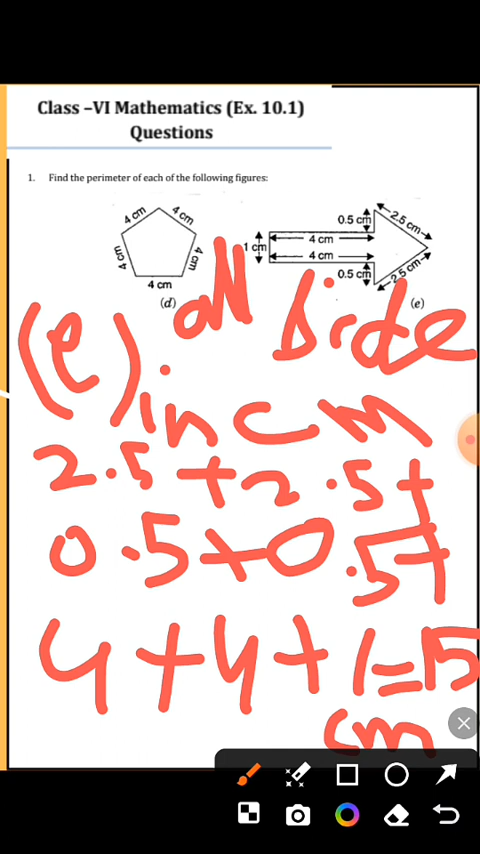 Class –VI Mathematics (Ex. 10.1)
Questions
1. Find the perimeter of each of the following figures:
4 cm 4 cm
4 cm 4 cm
4 cm
(d)
0.5 cm 2.5 cm
1 cm 4 cm
4 cm
0.5 cm 2.5 cm
(e)
(e). all side
in cm
2.5+2.5+
0.5+0.5+
4+4+1=15
cm